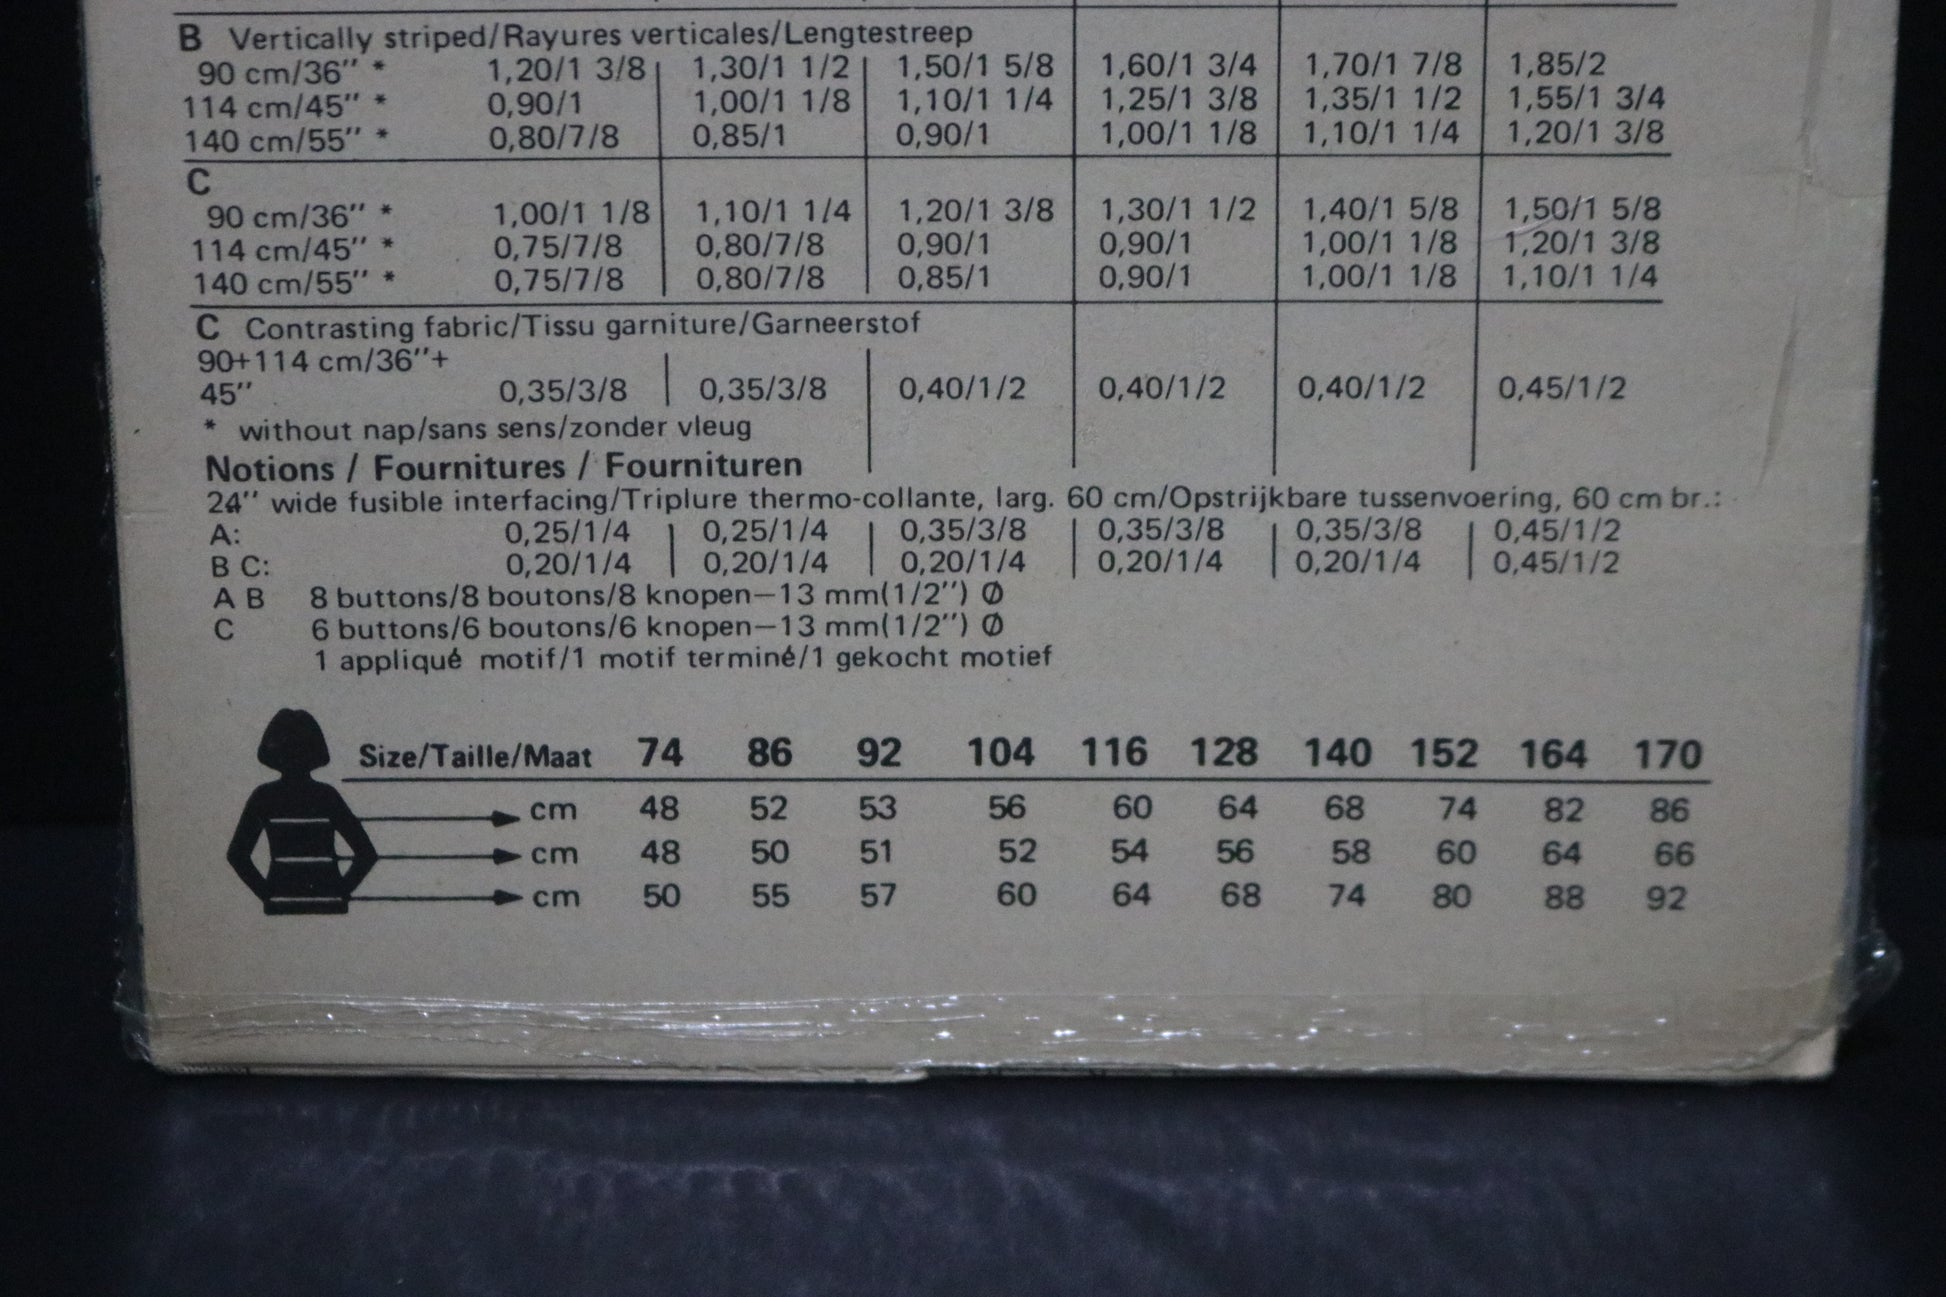 B Vertically striped/Rayures verticales/Lengtestreep
90 cm/36'' * 1,20/1 3/8 1,30/1 1/2 1,50/1 5/8 1,60/1 3/4 1,70/1 7/8 1,85/2
114 cm/45'' * 0,90/1 1,00/1 1/8 1,10/1 1/4 1,25/1 3/8 1,35/1 1/2 1,55/1 3/4
140 cm/55'' * 0,80/7/8 0,85/1 0,90/1 1,00/1 1/8 1,10/1 1/4 1,20/1 3/8
C
90 cm/36'' * 1,00/1 1/8 1,10/1 1/4 1,20/1 3/8 1,30/1 1/2 1,40/1 5/8 1,50/1 5/8
114 cm/45'' * 0,75/7/8 0,80/7/8 0,90/1 0,90/1 1,00/1 1/8 1,20/1 3/8
140 cm/55'' * 0,75/7/8 0,80/7/8 0,85/1 0,90/1 1,00/1 1/8 1,10/1 1/4
C Contrasting fabric/Tissu garniture/Garneerstof
90+114 cm/36''+
45'' 0,35/3/8 0,35/3/8 0,40/1/2 0,40/1/2 0,40/1/2 0,45/1/2
* without nap/sans sens/zonder vleug
Notions / Fournitures / Fournituren
24'' wide fusible interfacing/Triplure thermo-collante, larg. 60 cm/Opstrijkbare tussenvoering, 60 cm br.:
A: 0,25/1/4 0,25/1/4 0,35/3/8 0,35/3/8 0,35/3/8 0,45/1/2
B C: 0,20/1/4 0,20/1/4 0,20/1/4 0,20/1/4 0,20/1/4 0,45/1/2
A B 8 buttons/8 boutons/8 knopen—13 mm(1/2'') Ø
C 6 buttons/6 boutons/6 knopen—13 mm(1/2'') Ø
1 appliqué motif/1 motif terminé/1 gekocht motief
Size/Taille/Maat 74 86 92 104 116 128 140 152 164 170
cm 48 52 53 56 60 64 68 74 82 86
cm 48 50 51 52 54 56 58 60 64 66
cm 50 55 57 60 64 68 74 80 88 92